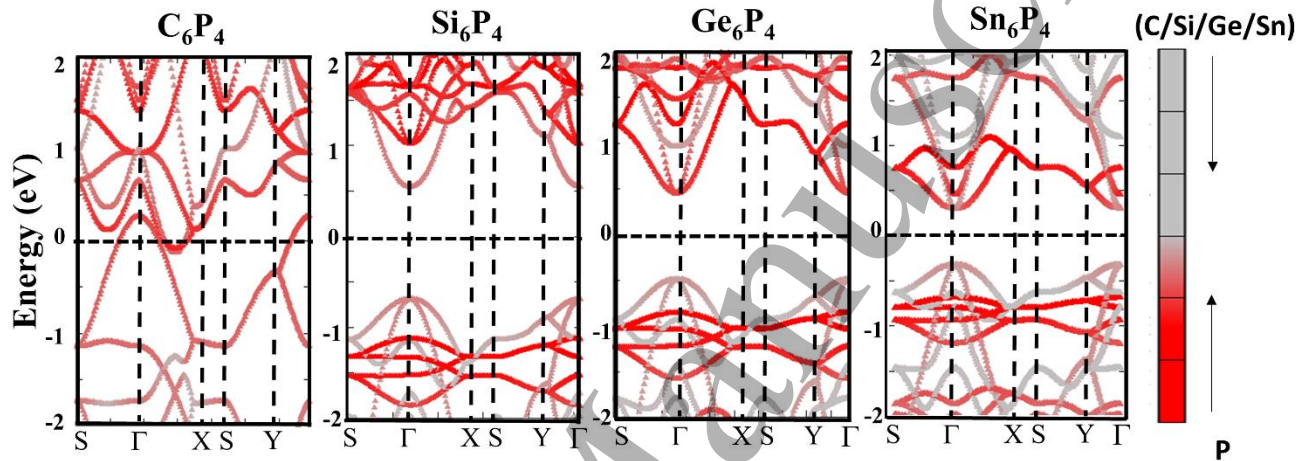 C₆P₄ Si₆P₄ Ge₆P₄ Sn₆P₄ (C/Si/Ge/Sn)
Energy (eV)
2 2 2 2
1 1 1 1
0 0 0 0
-1 -1 -1 -1
-2 -2 -2 -2
S Γ X S Y S Γ X S Y Γ S Γ X S Y Γ S Γ X S Y Γ
P
Manusc